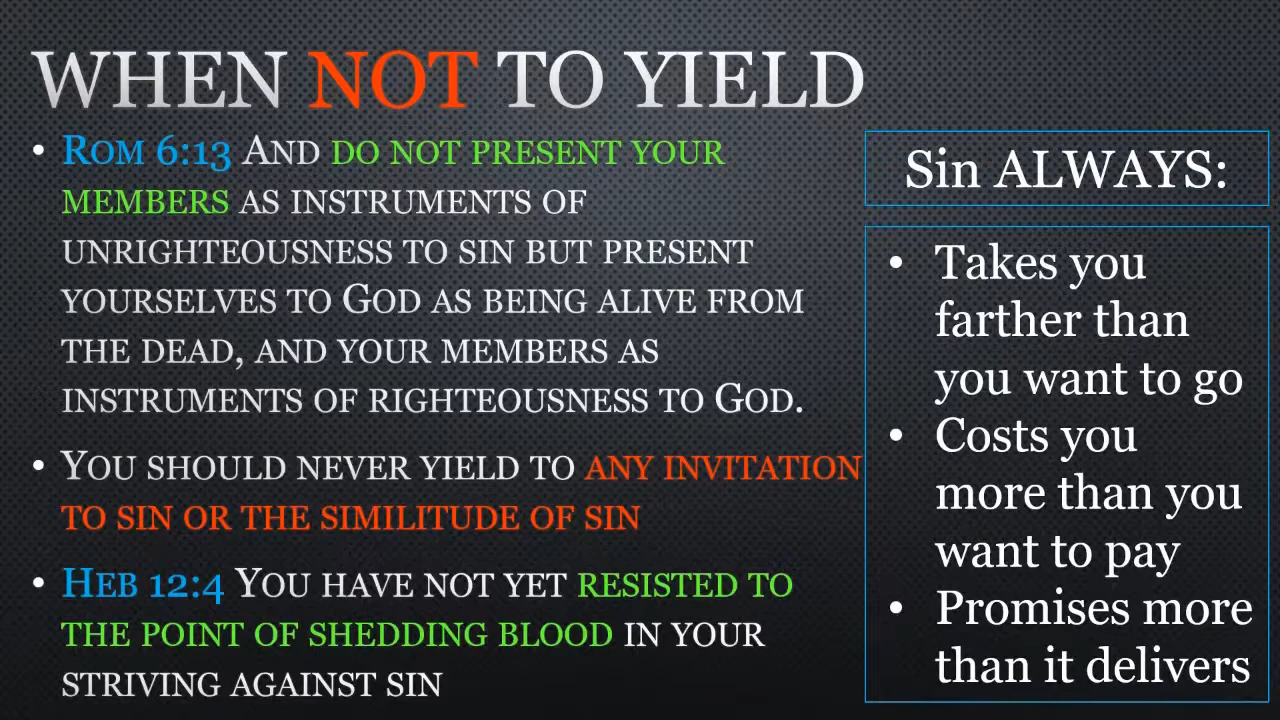 WHEN NOT TO YIELD
• ROM 6:13 AND DO NOT PRESENT YOUR
MEMBERS AS INSTRUMENTS OF
UNRIGHTEOUSNESS TO SIN BUT PRESENT
YOURSELVES TO GOD AS BEING ALIVE FROM
THE DEAD, AND YOUR MEMBERS AS
INSTRUMENTS OF RIGHTEOUSNESS TO GOD.
• YOU SHOULD NEVER YIELD TO ANY INVITATION
TO SIN OR THE SIMILITUDE OF SIN
• HEB 12:4 YOU HAVE NOT YET RESISTED TO
THE POINT OF SHEDDING BLOOD IN YOUR
STRIVING AGAINST SIN
Sin ALWAYS:
• Takes you
farther than
you want to go
• Costs you
more than you
want to pay
• Promises more
than it delivers